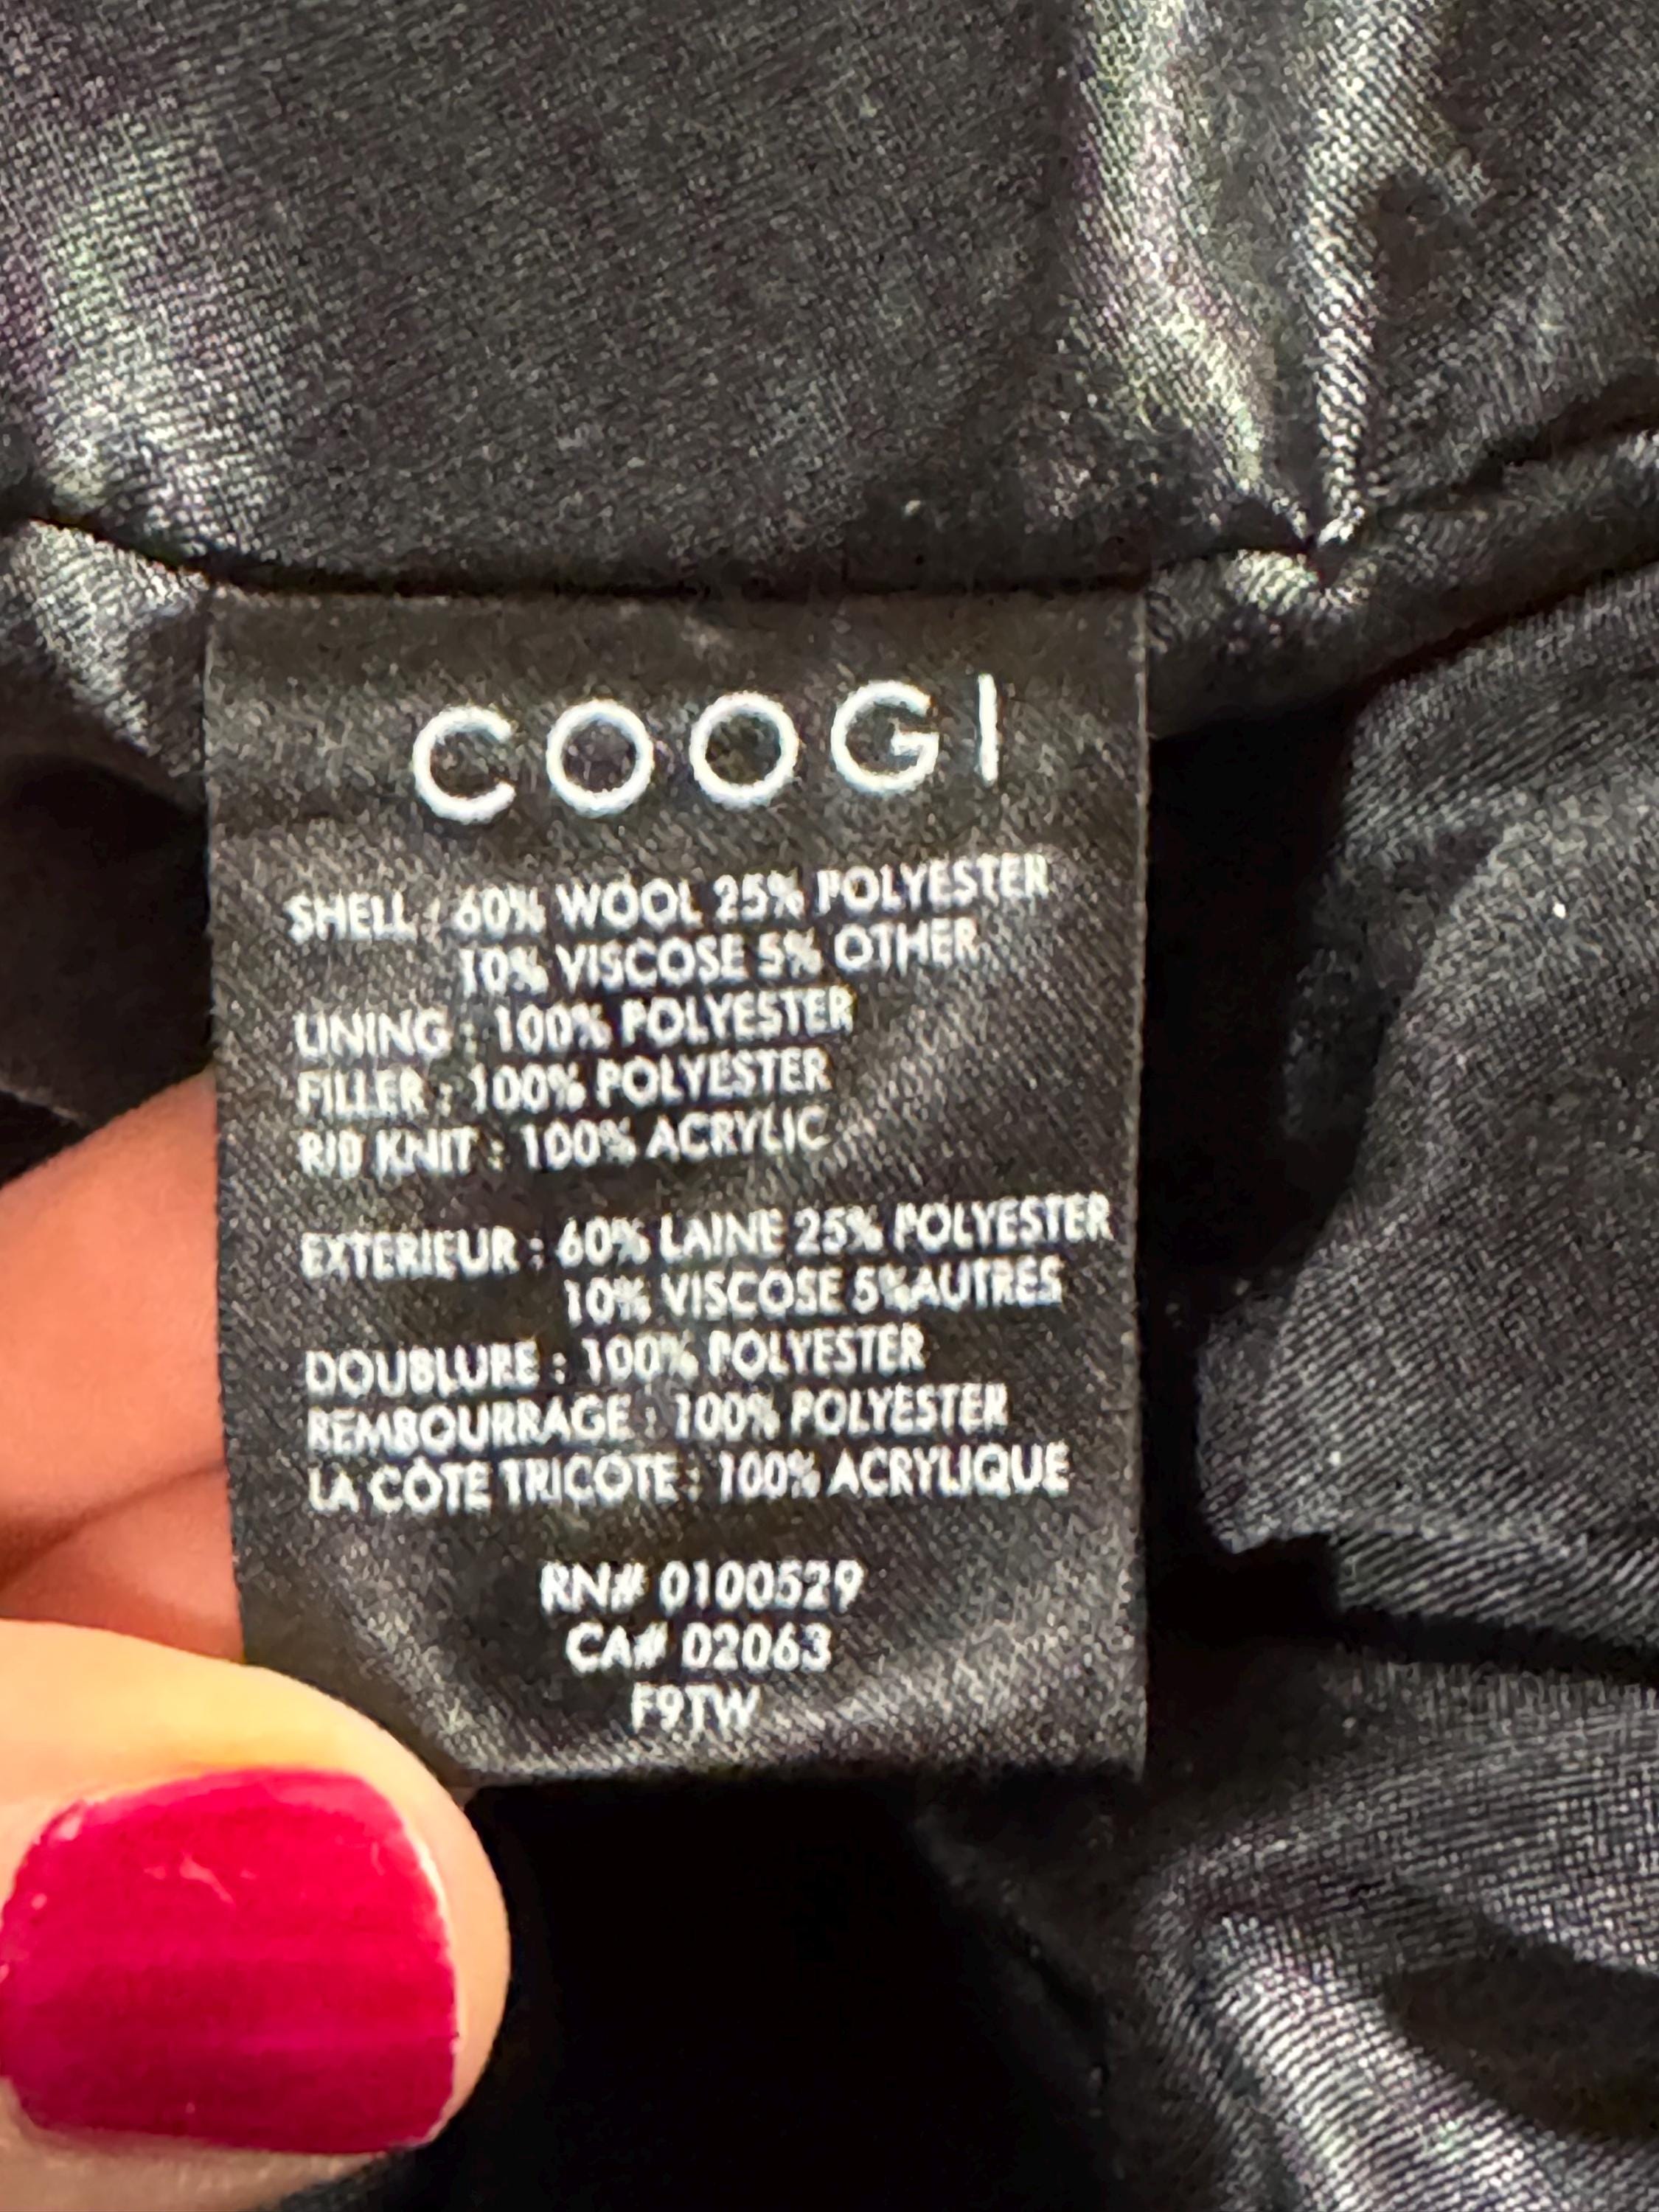 COOGI
SHELL : 60% WOOL 25% POLYESTER
10% VISCOSE 5% OTHER
LINING : 100% POLYESTER
FILLER : 100% POLYESTER
RIB KNIT : 100% ACRYLIC
EXTERIEUR : 60% LAINE 25% POLYESTER
10% VISCOSE 5%AUTRES
DOUBLURE : 100% POLYESTER
REMBOURRAGE : 100% POLYESTER
LA CÔTE TRICOTE : 100% ACRYLIQUE
RN# 0100529
CA# 02063
F9TW